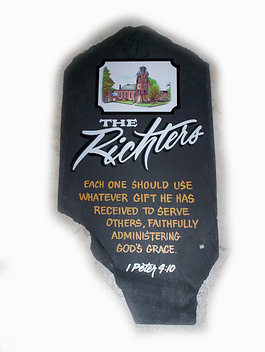 THE
Richters
EACH ONE SHOULD USE
WHATEVER GIFT HE HAS
RECEIVED TO SERVE
OTHERS, FAITHFULLY
ADMINISTERING
GOD'S GRACE.
1 Peter 4:10